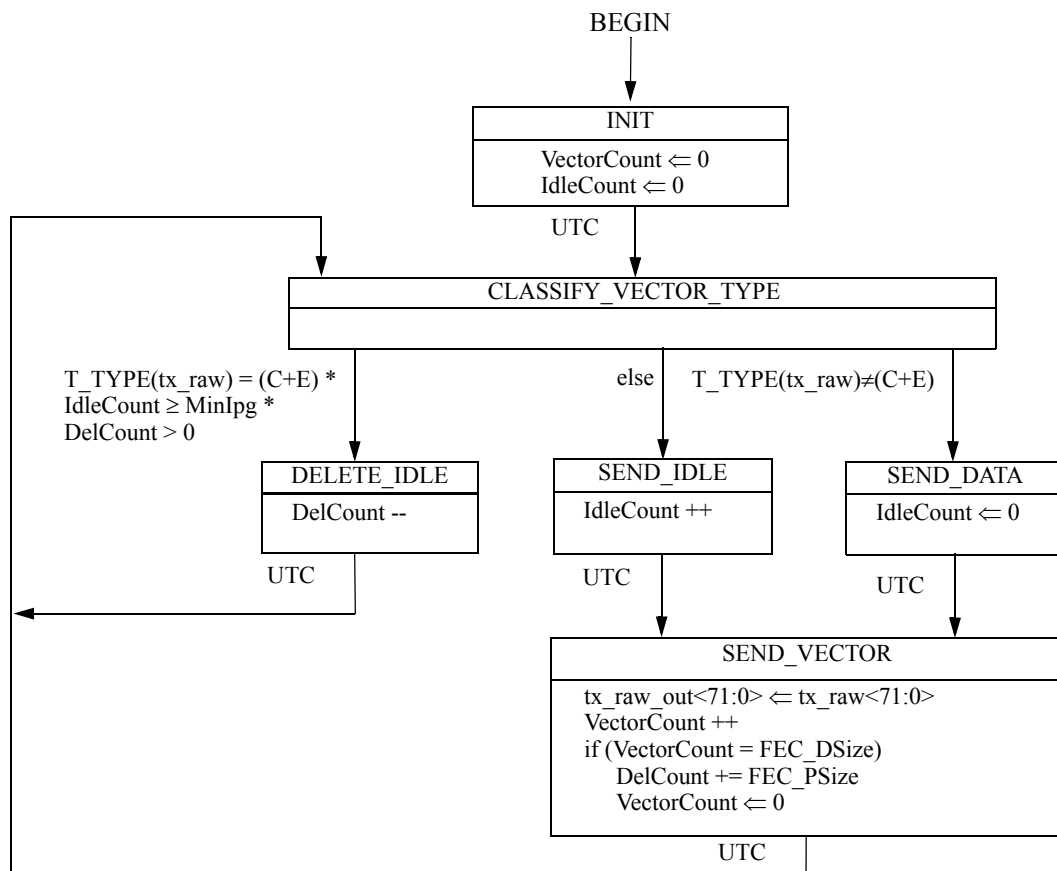 BEGIN
INIT
VectorCount ⇐ 0
IdleCount ⇐ 0
UTC
CLASSIFY_VECTOR_TYPE
T_TYPE(tx_raw) = (C+E) *
IdleCount ≥ MinIpg *
DelCount > 0
else
T_TYPE(tx_raw)≠(C+E)
DELETE_IDLE
DelCount --
UTC
SEND_IDLE
IdleCount ++
UTC
SEND_DATA
IdleCount ⇐ 0
UTC
SEND_VECTOR
tx_raw_out<71:0> ⇐ tx_raw<71:0>
VectorCount ++
if (VectorCount = FEC_DSize)
DelCount += FEC_PSize
VectorCount ⇐ 0
UTC